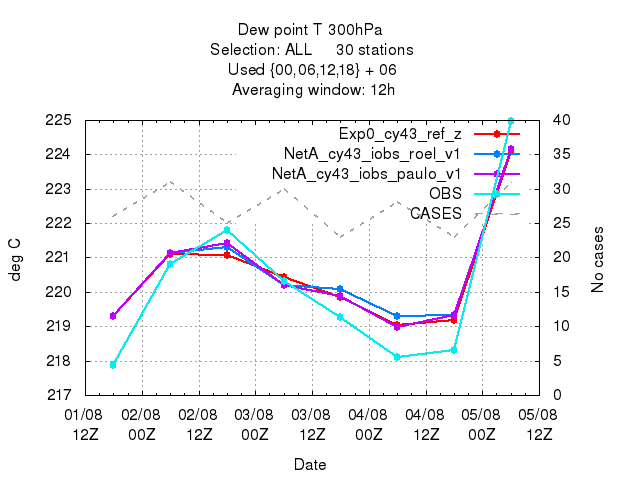 Dew point T 300hPa
Selection: ALL 30 stations
Used {00,06,12,18} + 06
Averaging window: 12h
225
224
223
222
221
220
219
218
217
deg C
40
35
30
25
20
15
10
5
0
No cases
Exp0_cy43_ref_z
NetA_cy43_iobs_roel_v1
NetA_cy43_iobs_paulo_v1
OBS
CASES
01/08 02/08 02/08 03/08 03/08 04/08 04/08 05/08 05/08
12Z 00Z 12Z 00Z 12Z 00Z 12Z 00Z 12Z
Date